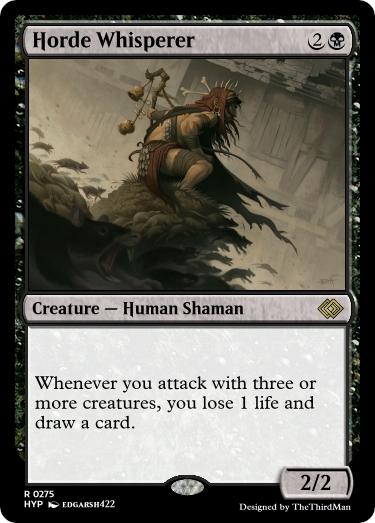 Horde Whisperer 2
Creature — Human Shaman
Whenever you attack with three or
more creatures, you lose 1 life and
draw a card.
2/2
R 0275
HYP EDGARSH422
Designed by TheThirdMan